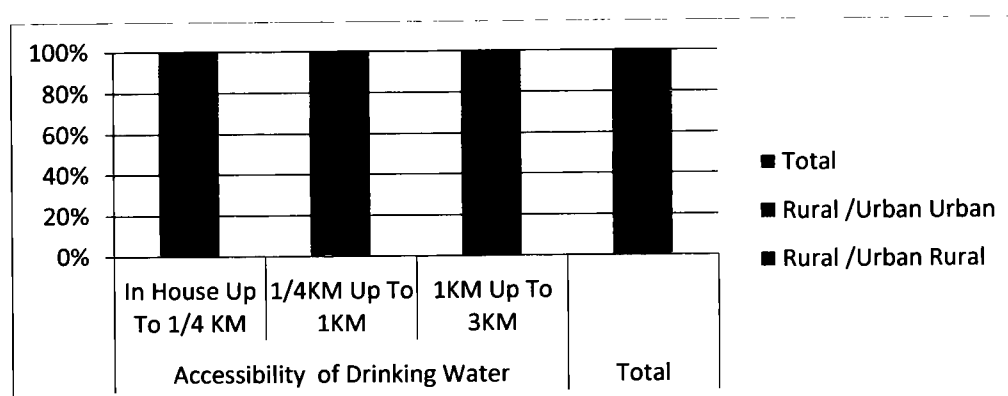 100%
80%
60%
40%
20%
0%
In House Up To 1/4 KM
1/4KM Up To 1KM
1KM Up To 3KM
Accessibility of Drinking Water
Total
Total
Rural /Urban Urban
Rural /Urban Rural